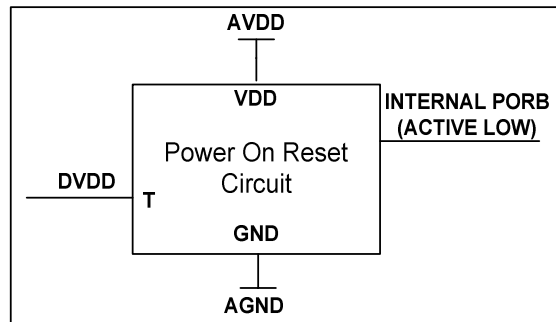 AVDD
VDD
INTERNAL PORB
(ACTIVE LOW)
Power On Reset
Circuit
DVDD
T
GND
AGND